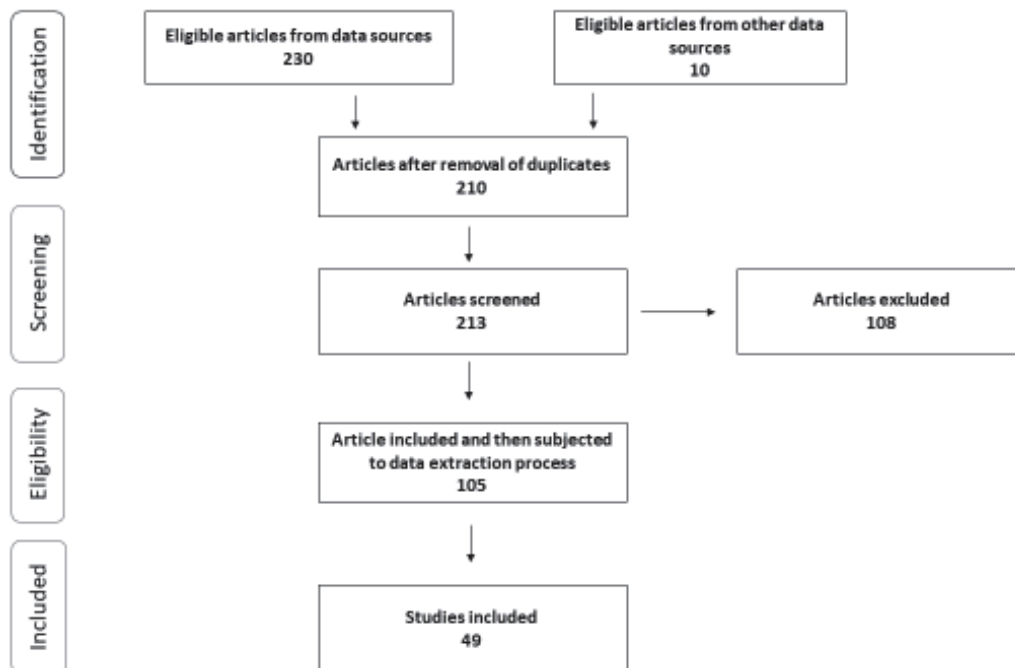 Identification
Eligible articles from data sources
230
Eligible articles from other data
sources
10
Articles after removal of duplicates
210
Screening
Articles screened
213
Articles excluded
108
Eligibility
Article included and then subjected
to data extraction process
105
Included
Studies included
49